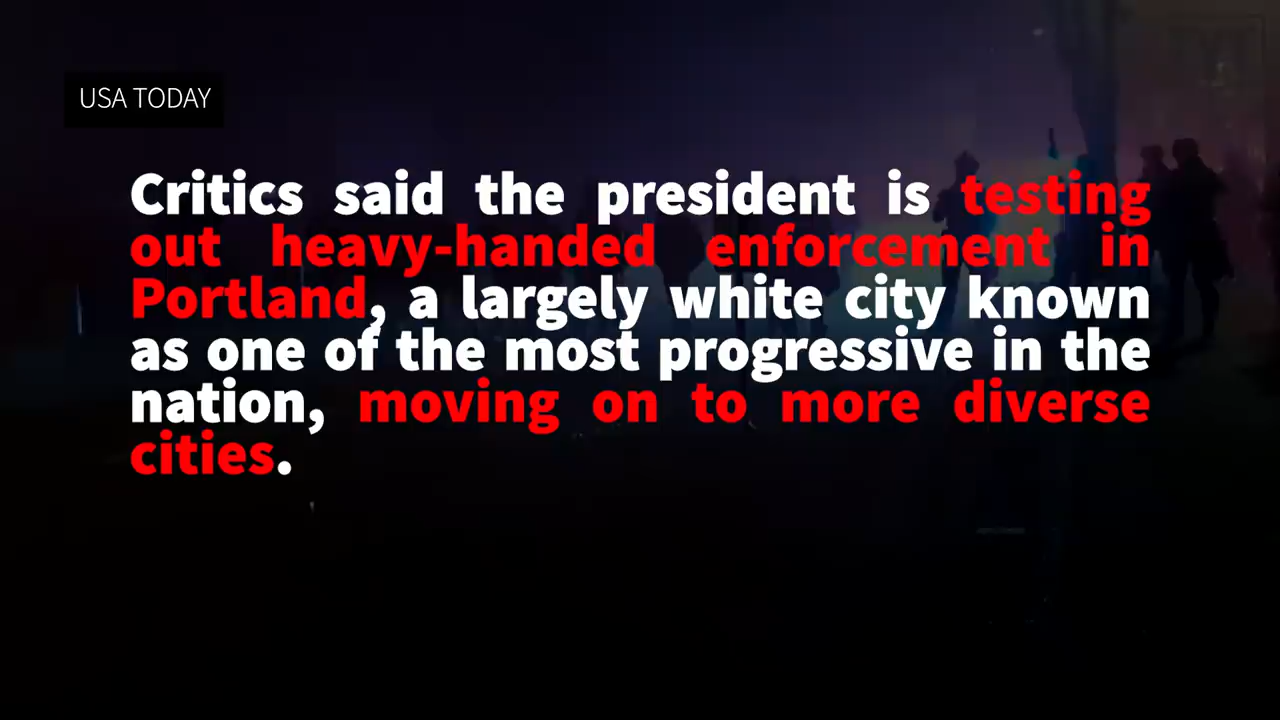 USA TODAY
Critics said the president is testing
out heavy-handed enforcement in
Portland, a largely white city known
as one of the most progressive in the
nation, moving on to more diverse
cities.